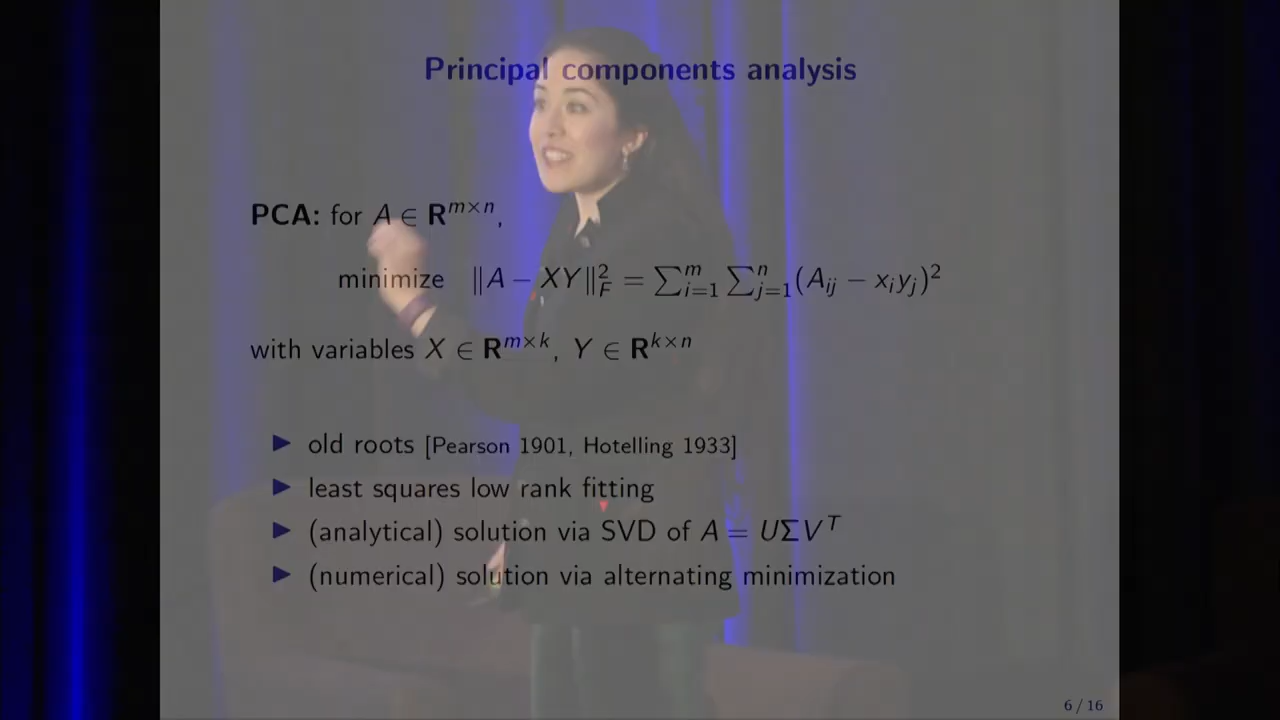 Principal components analysis
PCA: for A ∈ R^{m×n},
minimize ‖A − XY‖_F^2 = ∑_{i=1}^m ∑_{j=1}^n (A_{ij} − x_i y_j)^2
with variables X ∈ R^{m×k}, Y ∈ R^{k×n}
▶ old roots [Pearson 1901, Hotelling 1933]
▶ least squares low rank fitting
▶ (analytical) solution via SVD of A = UΣV^T
▶ (numerical) solution via alternating minimization
6 / 16